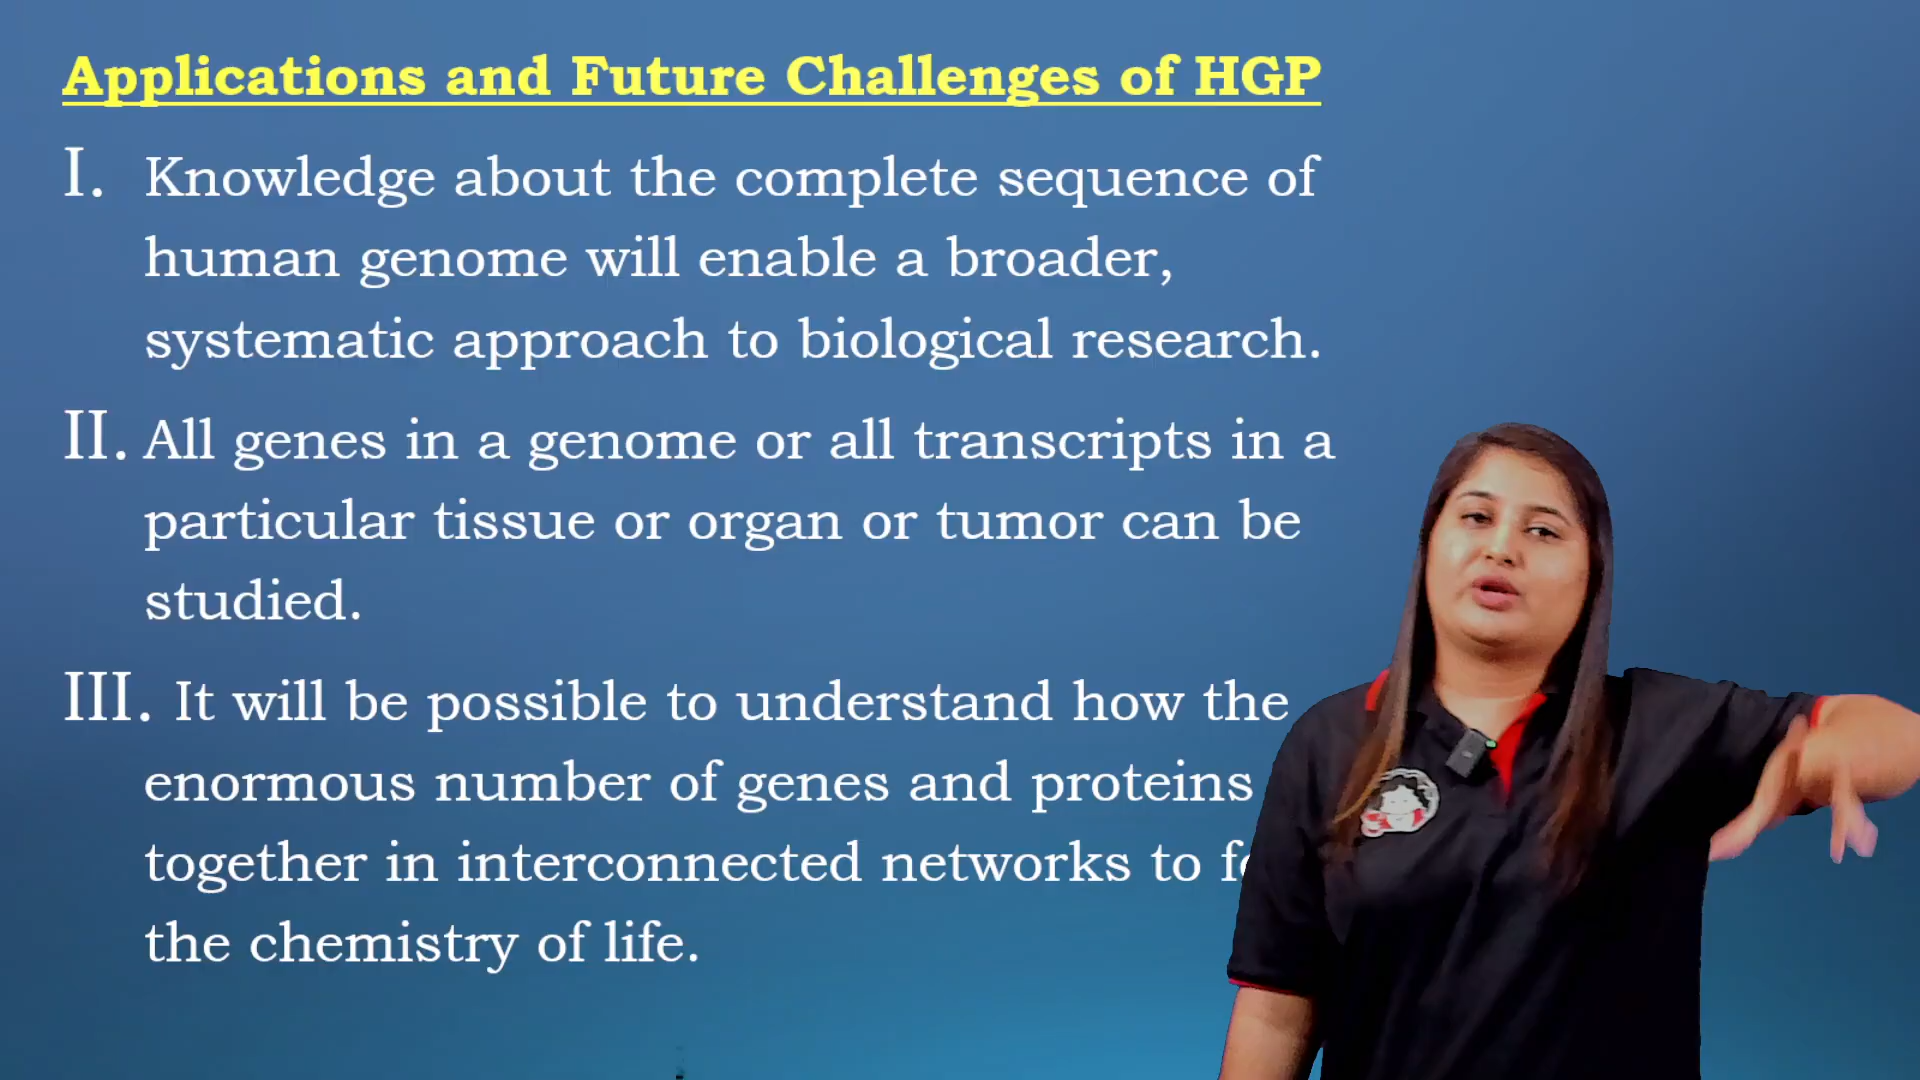 Applications and Future Challenges of HGP
I. Knowledge about the complete sequence of
human genome will enable a broader,
systematic approach to biological research.
II. All genes in a genome or all transcripts in a
particular tissue or organ or tumor can be
studied.
III. It will be possible to understand how the
enormous number of genes and proteins
together in interconnected networks to
the chemistry of life.